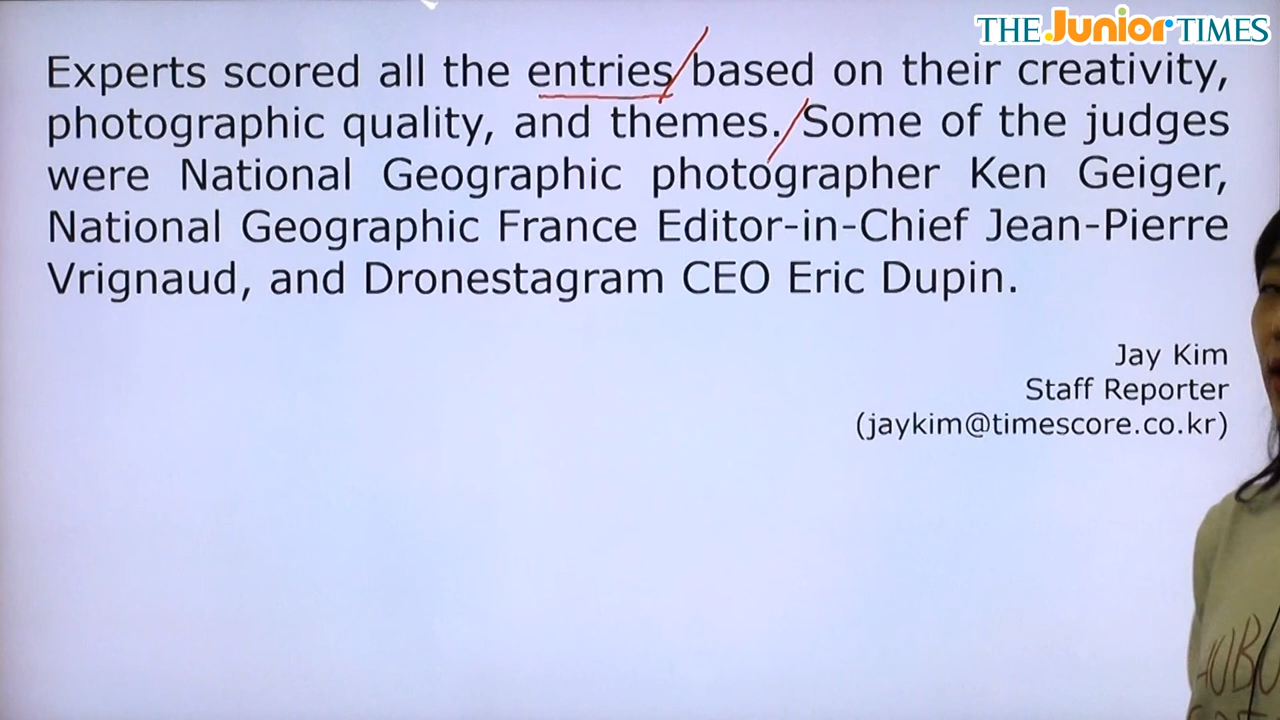 THE Junior TIMES
Experts scored all the entries based on their creativity,
photographic quality, and themes. Some of the judges
were National Geographic photographer Ken Geiger,
National Geographic France Editor-in-Chief Jean-Pierre
Vrignaud, and Dronestagram CEO Eric Dupin.
Jay Kim
Staff Reporter
(jaykim@timescore.co.kr)